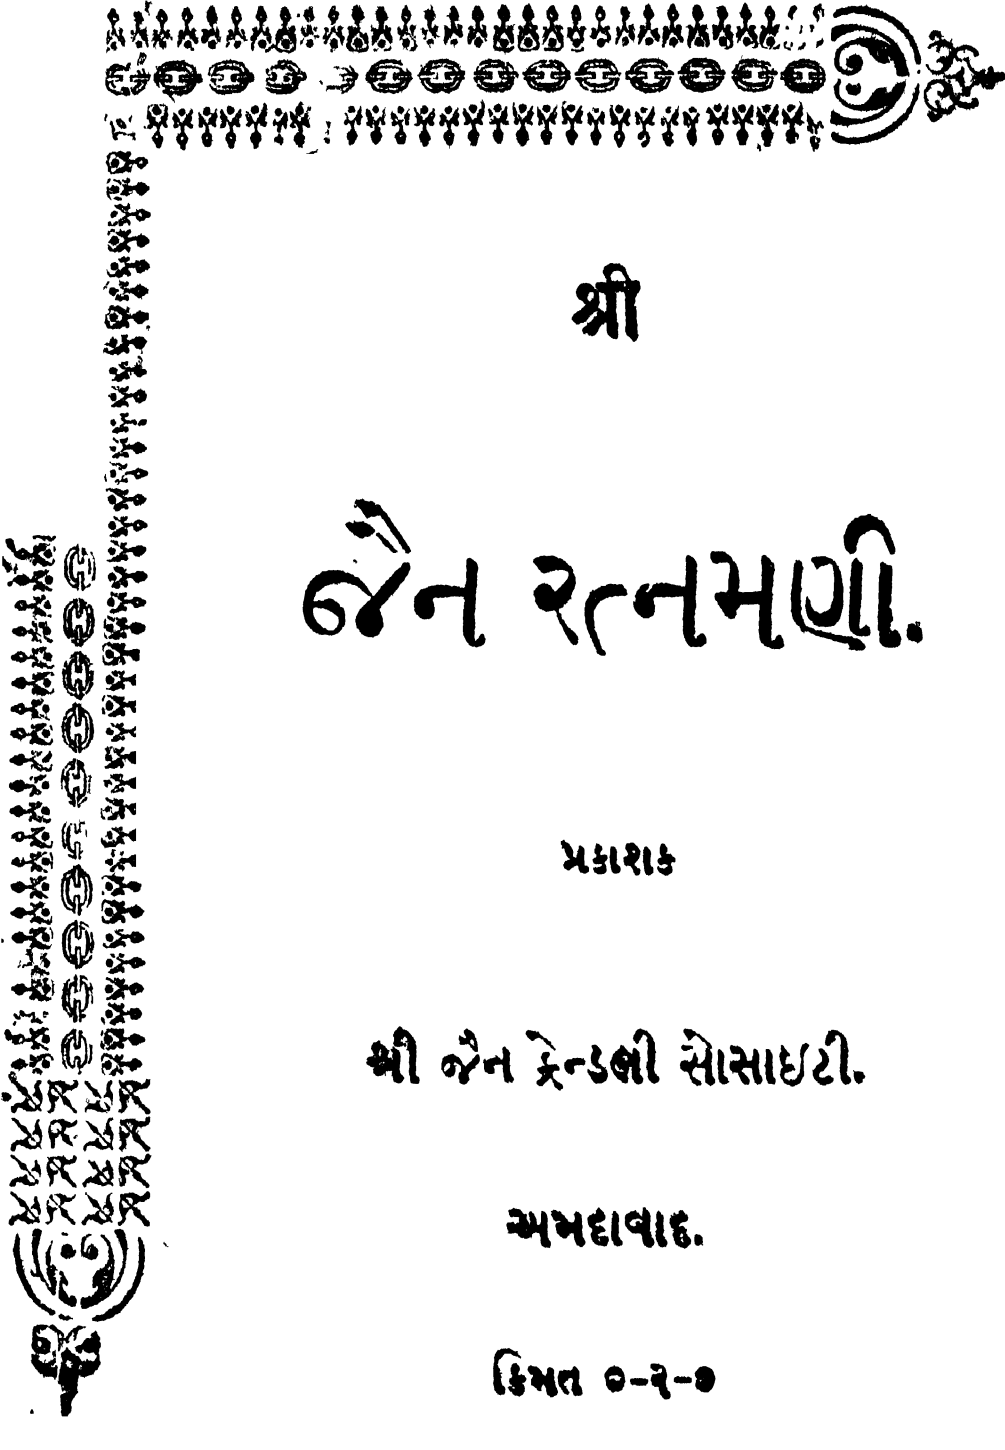 શ્રી
જૈન રત્નમણી.
પ્રકાશક
શ્રી જૈન ફ્રેન્ડલી સોસાઇટી.
અમદાવાદ.
કિંમત ૦-૨-૦